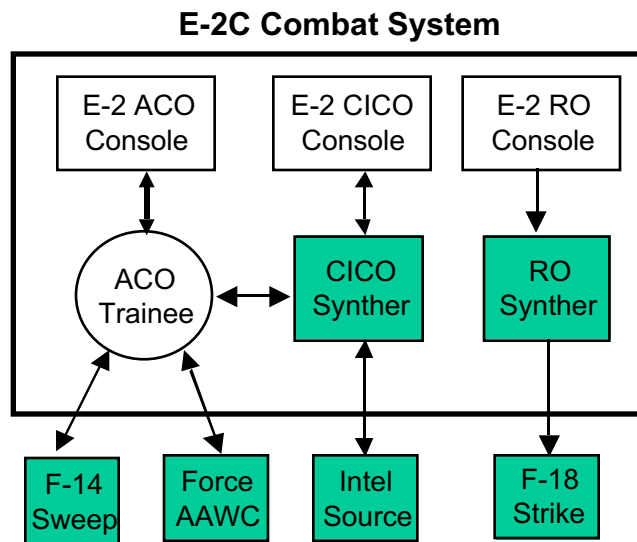 E-2C Combat System
E-2 ACO
Console
E-2 CICO
Console
E-2 RO
Console
ACO
Trainee
CICO
Synther
RO
Synther
F-14
Sweep
Force
AAWC
Intel
Source
F-18
Strike